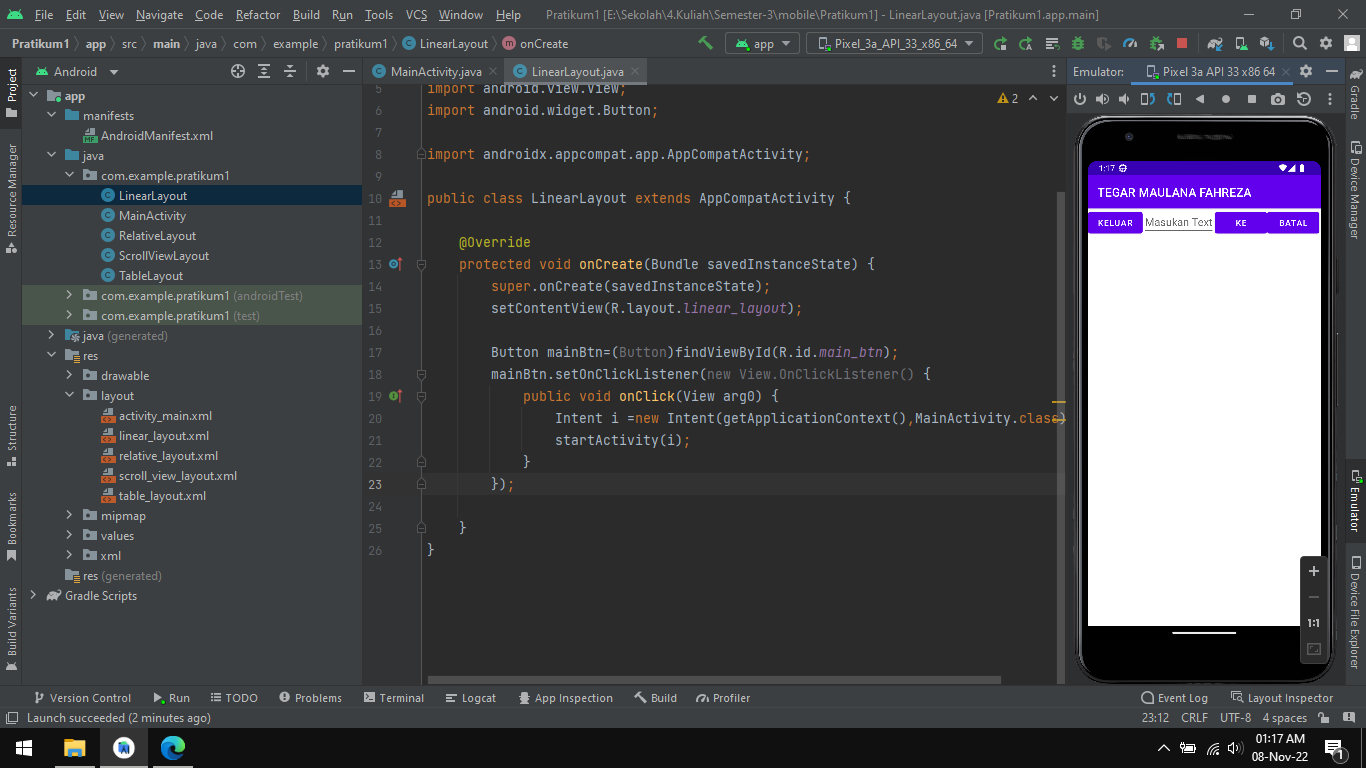 File Edit View Navigate Code Refactor Build Run Tools VCS Window Help Pratikum1 [E:\Sekolah\4.Kuliah\Semester-3\mobile\Pratikum1] - LinearLayout.java [Pratikum1.app.main]
Pratikum1 app src main java com example pratikum1 LinearLayout onCreate app Pixel_3a_API_33_x86_64
Android
MainActivity.java LinearLayout.java
Emulator: Pixel 3a API 33 x86 64
Project
Resource Manager
Structure
Bookmarks
Build Variants
app
manifests
AndroidManifest.xml
java
com.example.pratikum1
LinearLayout
MainActivity
RelativeLayout
ScrollViewLayout
TableLayout
com.example.pratikum1 (androidTest)
com.example.pratikum1 (test)
java (generated)
res
drawable
layout
activity_main.xml
linear_layout.xml
relative_layout.xml
scroll_view_layout.xml
table_layout.xml
mipmap
values
xml
res (generated)
Gradle Scripts
2
5 import android.view.View;
6 import android.widget.Button;
7
8 import androidx.appcompat.app.AppCompatActivity;
9
10 public class LinearLayout extends AppCompatActivity {
11
12 @Override
13 protected void onCreate(Bundle savedInstanceState) {
14 super.onCreate(savedInstanceState);
15 setContentView(R.layout.linear_layout);
16
17 Button mainBtn=(Button)findViewById(R.id.main_btn);
18 mainBtn.setOnClickListener(new View.OnClickListener() {
19 public void onClick(View arg0) {
20 Intent i =new Intent(getApplicationContext(),MainActivity.class)
21 startActivity(i);
22 }
23 });
24
25 }
26 }
1:17
TEGAR MAULANA FAHREZA
KELUAR Masukan Text KE BATAL
1:1
Gradle
Device Manager
Emulator
Device File Explorer
Version Control Run TODO Problems Terminal Logcat App Inspection Build Profiler Event Log Layout Inspector
Launch succeeded (2 minutes ago) 23:12 CRLF UTF-8 4 spaces
01:17 AM
08-Nov-22
1